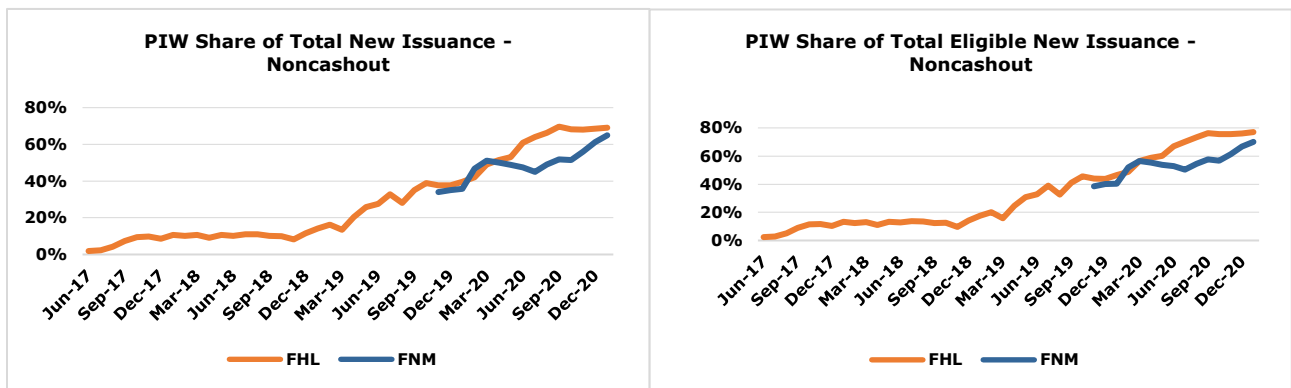 PIW Share of Total New Issuance -
Noncashout
80%
60%
40%
20%
0%
Jun-17
Sep-17
Dec-17
Mar-18
Jun-18
Sep-18
Dec-18
Mar-19
Jun-19
Sep-19
Dec-19
Mar-20
Jun-20
Sep-20
Dec-20
FHL FNM
PIW Share of Total Eligible New Issuance -
Noncashout
80%
60%
40%
20%
0%
Jun-17
Sep-17
Dec-17
Mar-18
Jun-18
Sep-18
Dec-18
Mar-19
Jun-19
Sep-19
Dec-19
Mar-20
Jun-20
Sep-20
Dec-20
FHL FNM